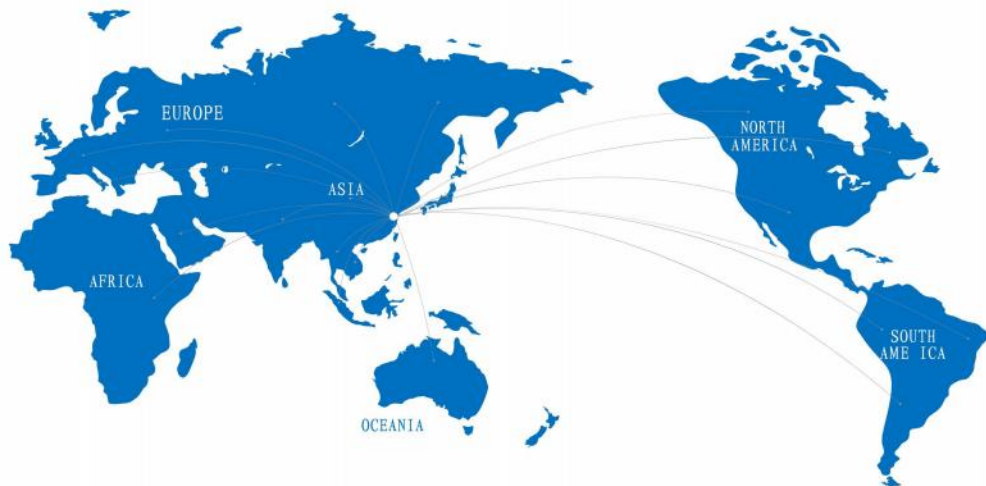 EUROPE
NORTH
AMERICA
ASIA
AFRICA
SOUTH
AME ICA
OCEANIA